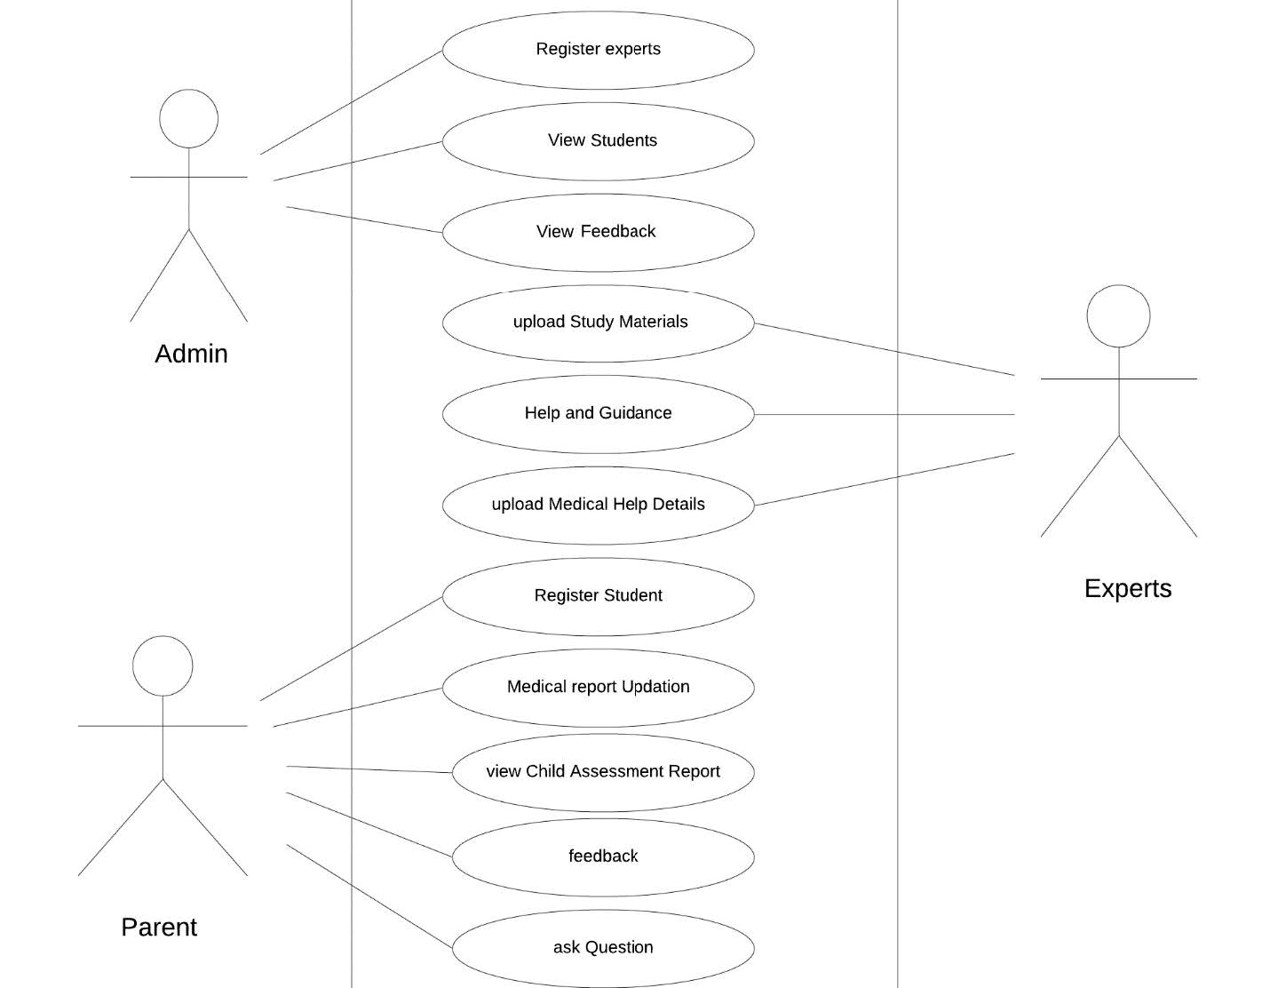 Register experts
View Students
View Feedback
Admin
upload Study Materials
Help and Guidance
upload Medical Help Details
Experts
Register Student
Medical report Updation
view Child Assessment Report
feedback
Parent
ask Question